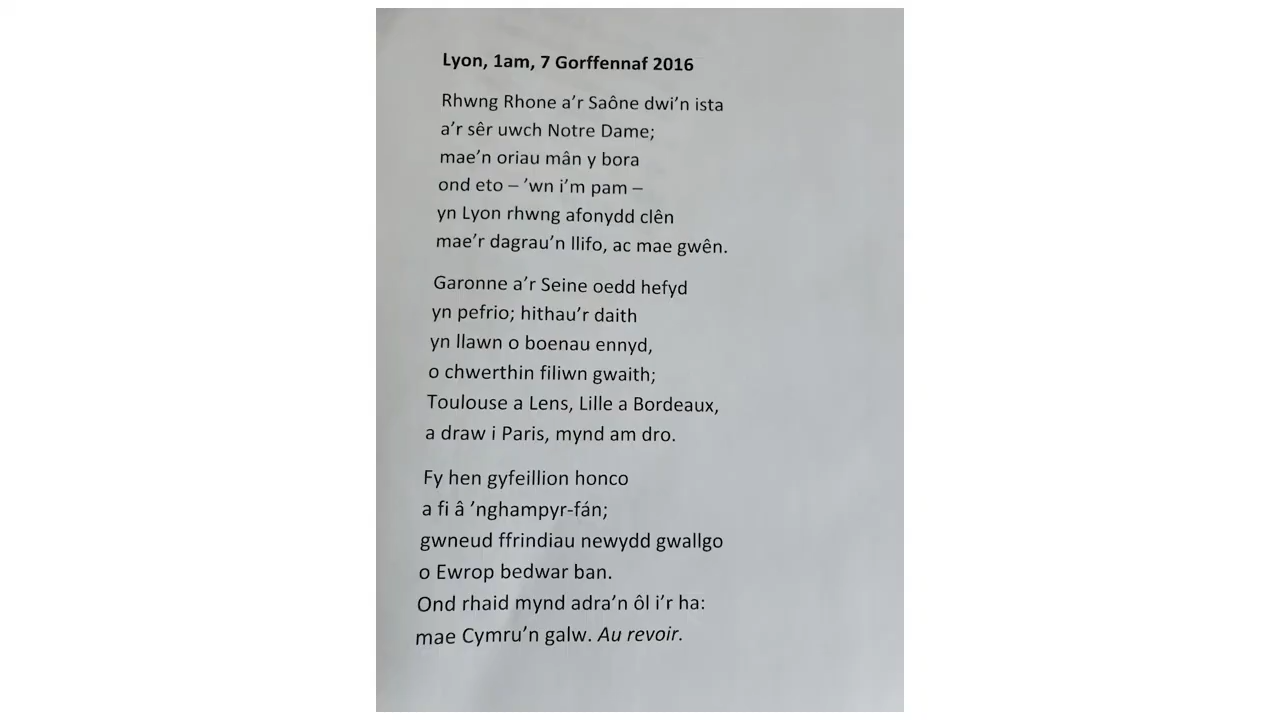 Lyon, 1am, 7 Gorffennaf 2016
Rhwng Rhone a’r Saône dwi’n ista
a’r sêr uwch Notre Dame;
mae’n oriau mân y bora
ond eto – ’wn i’m pam –
yn Lyon rhwng afonydd clên
mae’r dagrau’n llifo, ac mae gwên.
Garonne a’r Seine oedd hefyd
yn pefrio; hithau’r daith
yn llawn o boenau ennyd,
o chwerthin filiwn gwaith;
Toulouse a Lens, Lille a Bordeaux,
a draw i Paris, mynd am dro.
Fy hen gyfeillion honco
a fi â ’nghampyr-fán;
gwneud ffrindiau newydd gwallgo
o Ewrop bedwar ban.
Ond rhaid mynd adra’n ôl i’r ha:
mae Cymru’n galw. Au revoir.